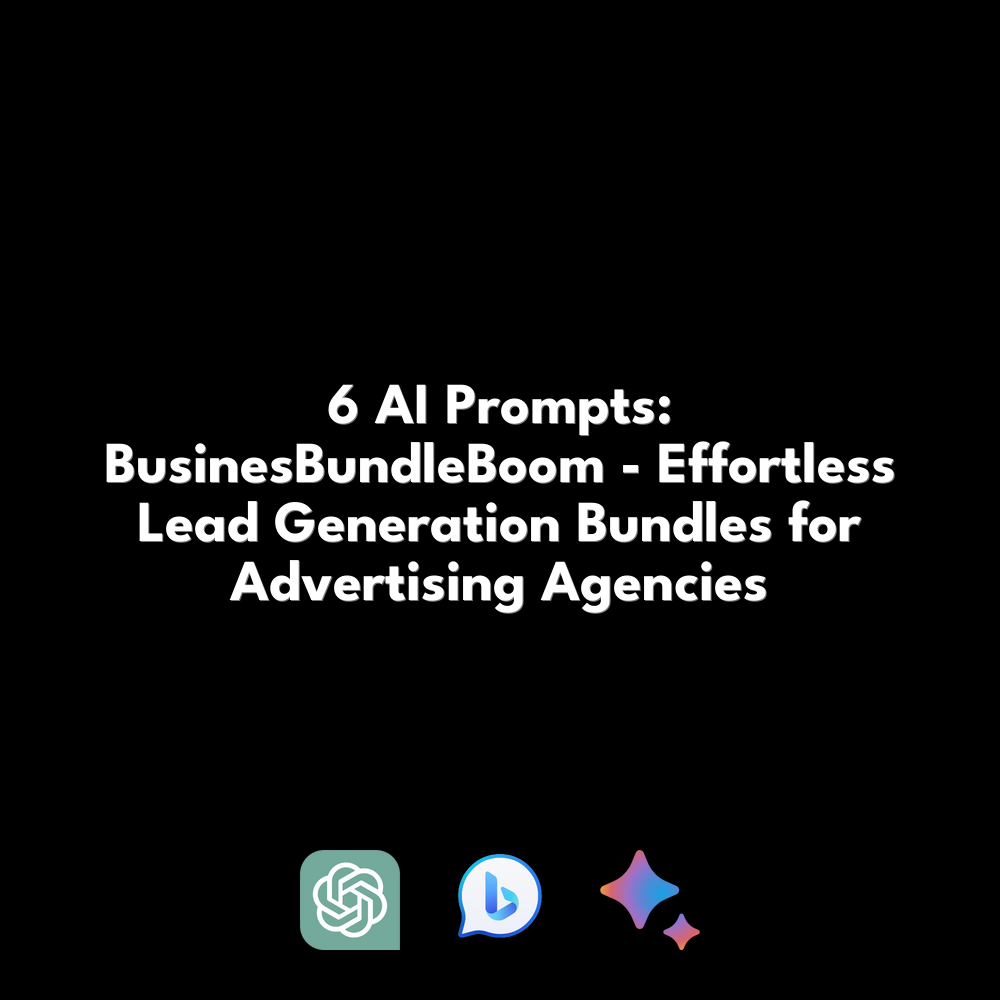 6 AI Prompts:
BusinesBundleBoom - Effortless
Lead Generation Bundles for
Advertising Agencies